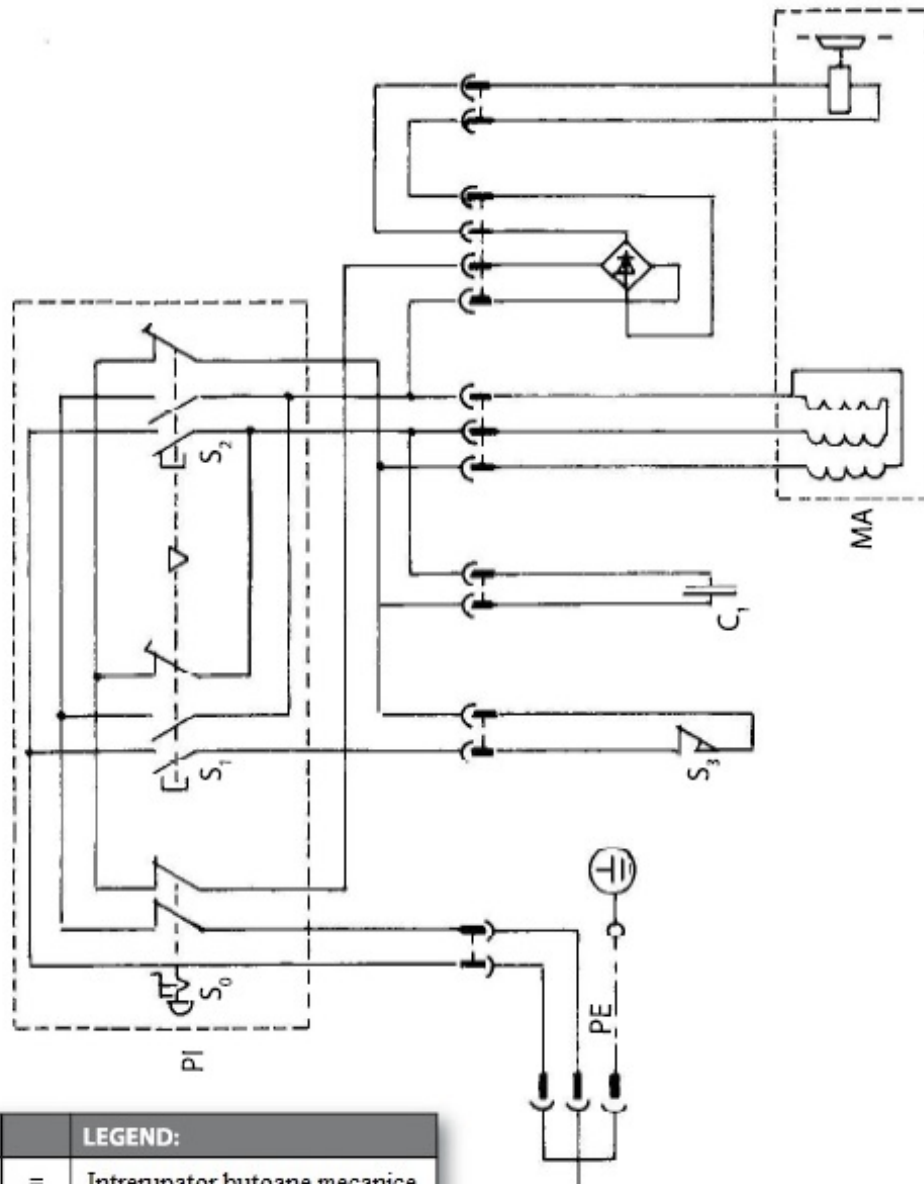 S₂
S₁
S₀
PI
MA
C₁
S₃
PE
LEGEND:
= Intrerupator butoane mecanice